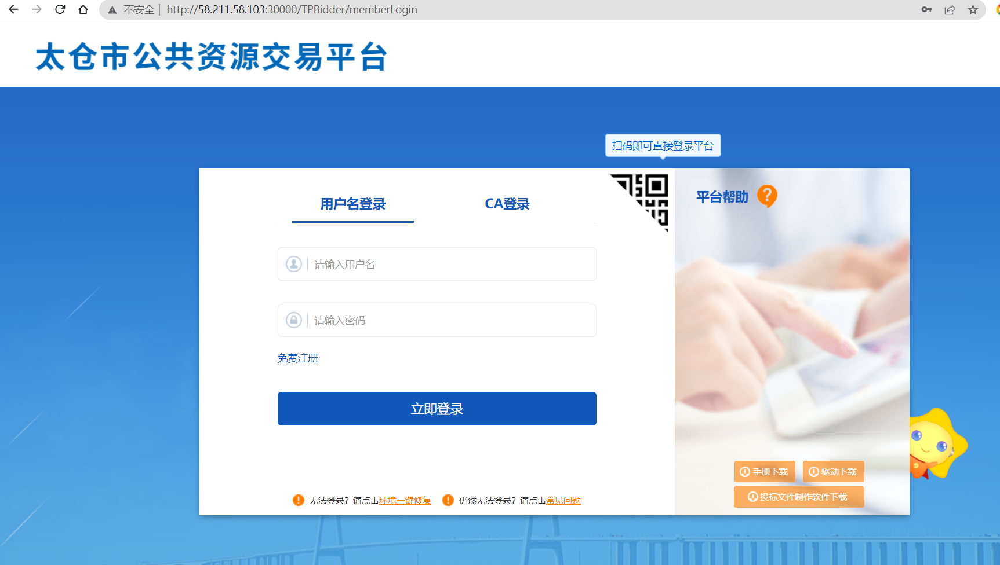 不安全 | http://58.211.58.103:30000/TPBidder/memberLogin
太仓市公共资源交易平台
扫码即可直接登录平台
用户名登录 CA登录
请输入用户名
请输入密码
免费注册
立即登录
无法登录？请点击环境一键修复 仍然无法登录？请点击常见问题
平台帮助
手册下载 驱动下载
投标文件制作软件下载